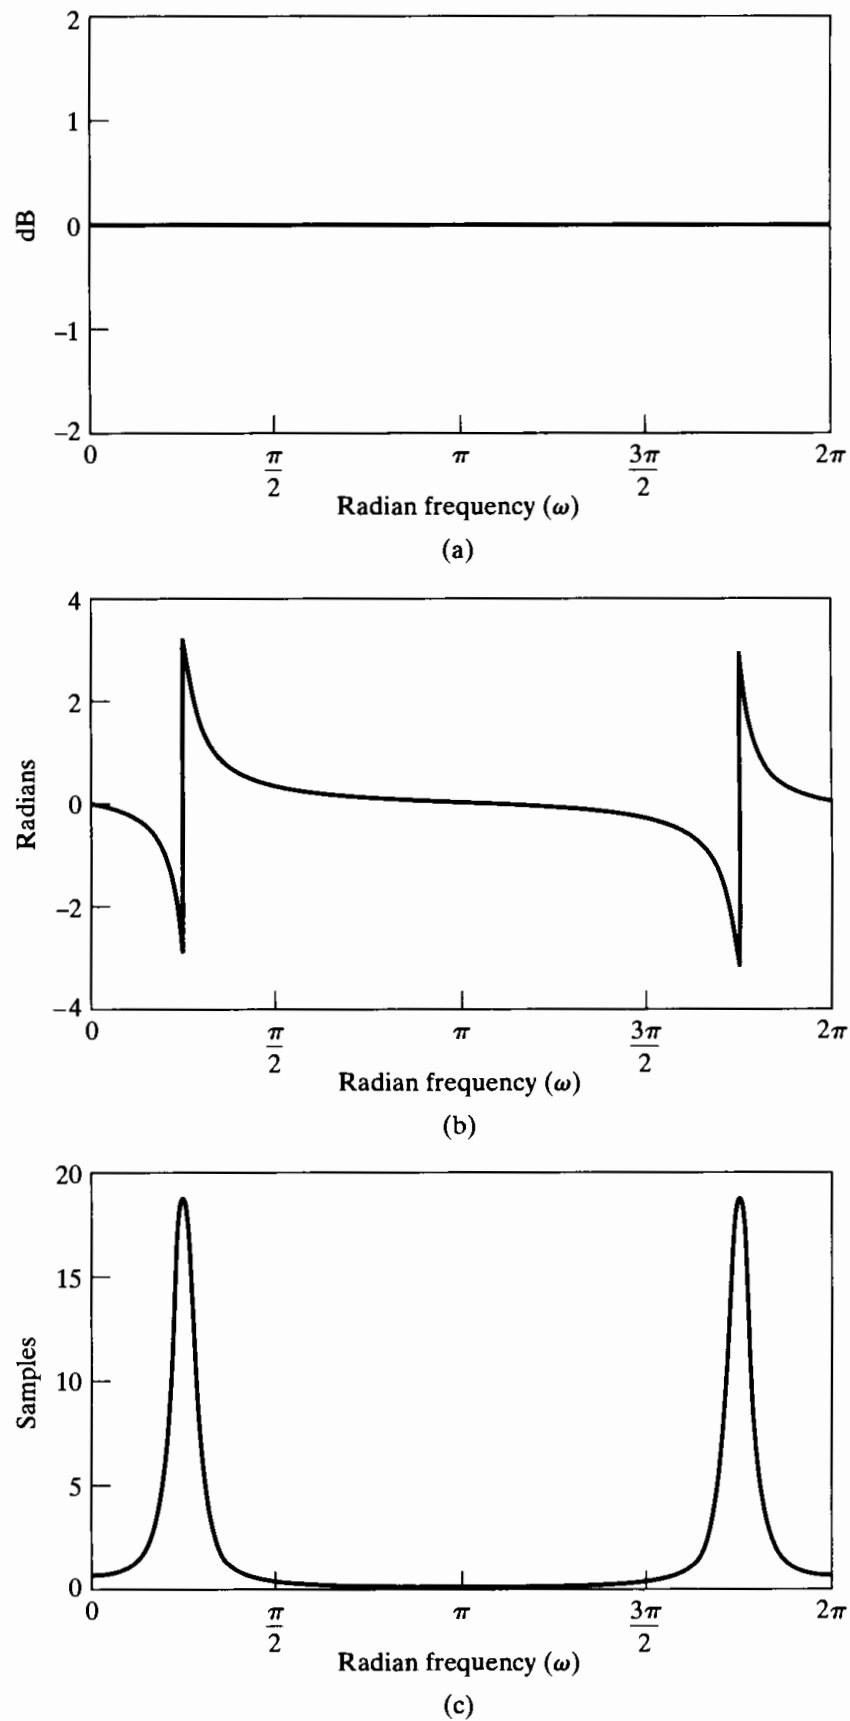 2
1
dB
0
-1
-2
0 π/2 π 3π/2 2π
Radian frequency (ω)
(a)
4
2
Radians
0
-2
-4
0 π/2 π 3π/2 2π
Radian frequency (ω)
(b)
20
15
Samples
10
5
0
0 π/2 π 3π/2 2π
Radian frequency (ω)
(c)